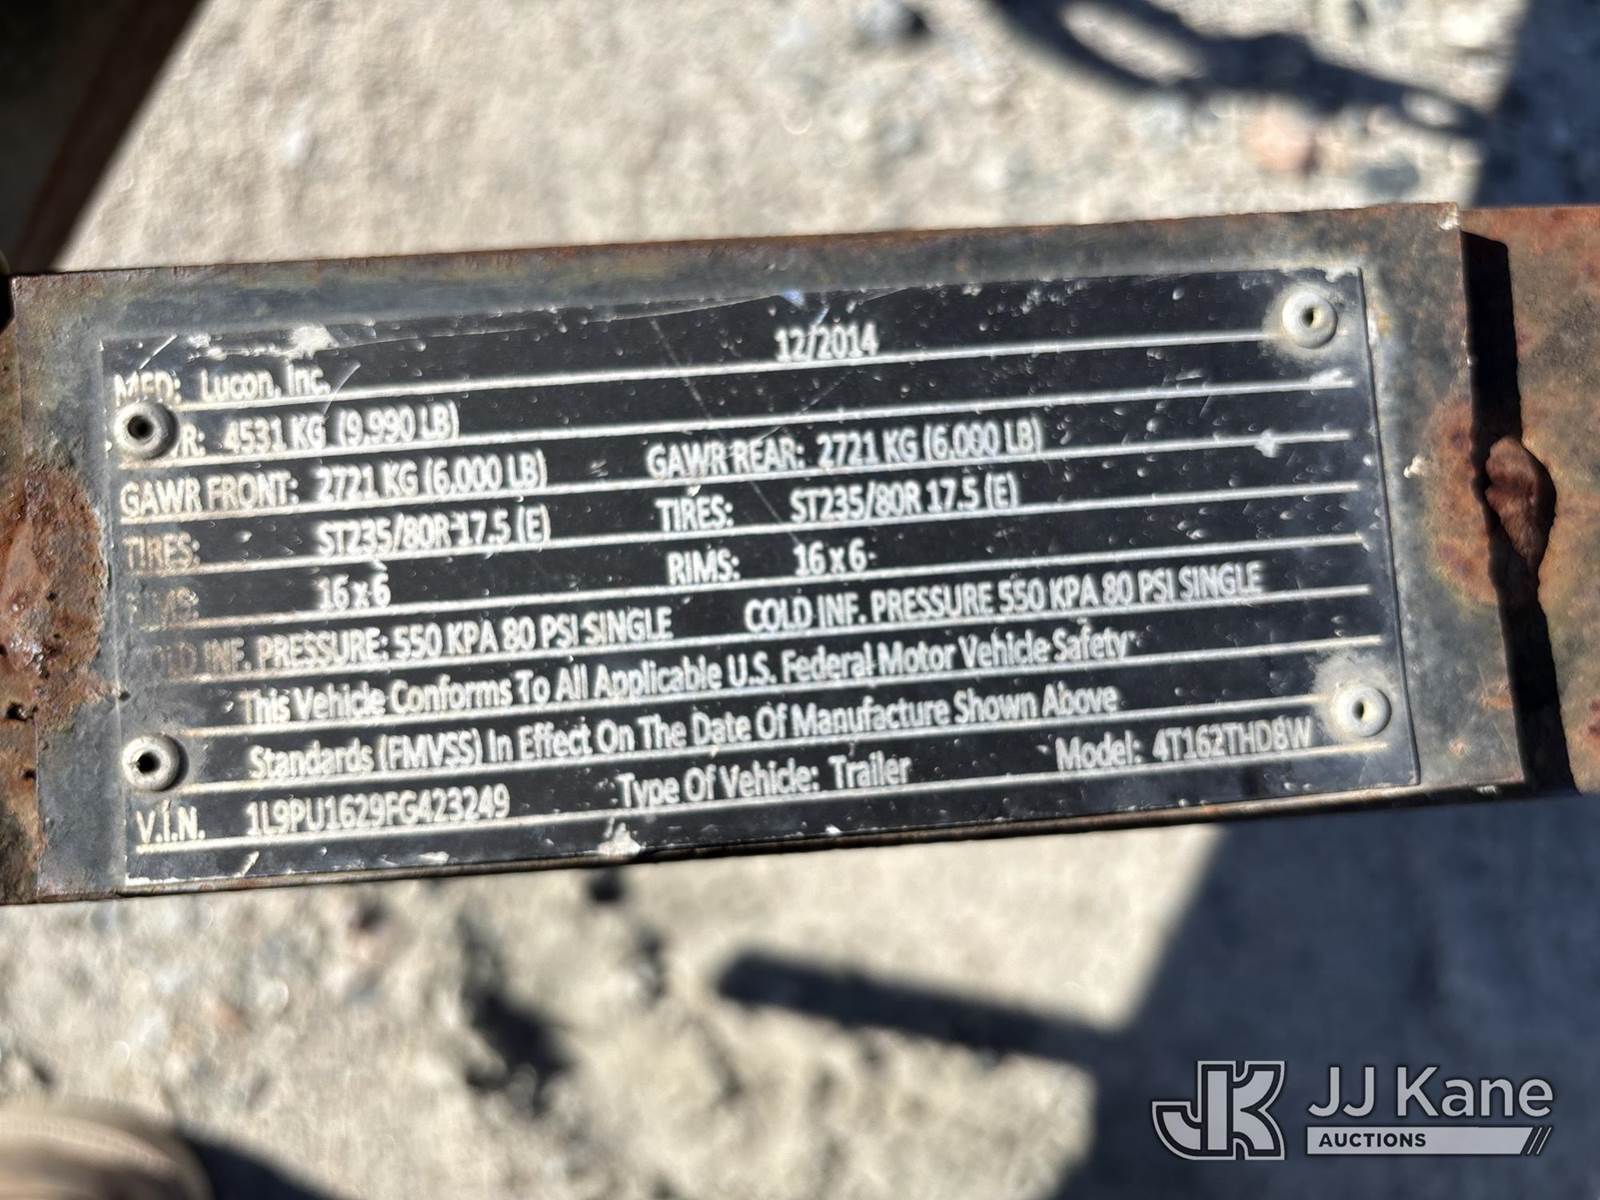 12/2014
MFD: Lucon, Inc.
R: 4531 KG (9,990 LB)
GAWR FRONT: 2721 KG (6,000 LB) GAWR REAR: 2721 KG (6,000 LB)
TIRES: ST235/80R 17.5 (E) TIRES: ST235/80R 17.5 (E)
RIMS: 16 x 6 RIMS: 16 x 6
COLD INF. PRESSURE: 550 KPA 80 PSI SINGLE COLD INF. PRESSURE 550 KPA 80 PSI SINGLE
This Vehicle Conforms To All Applicable U.S. Federal Motor Vehicle Safety
Standards (FMVSS) In Effect On The Date Of Manufacture Shown Above
V.I.N. 1L9PU1629FG423249 Type Of Vehicle: Trailer Model: 4T162THD8W
JK JJ Kane
AUCTIONS